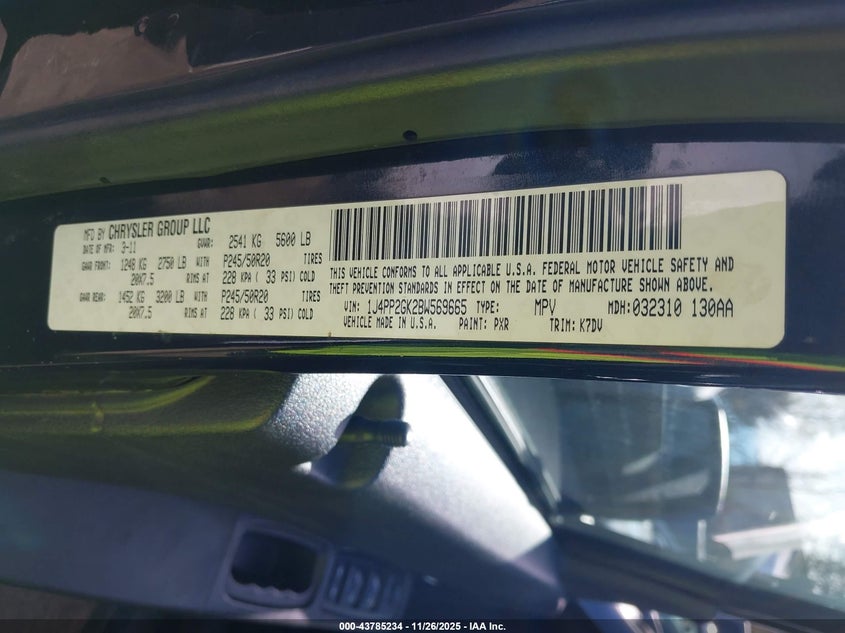 MFD BY CHRYSLER GROUP LLC
DATE OF MFR: 3-11 GVWR: 2541 KG 5600 LB
GAWR FRONT: 1248 KG 2750 LB WITH P245/50R20 TIRES
20X7.5 RIMS AT 228 KPA ( 33 PSI) COLD
GAWR REAR: 1452 KG 3200 LB WITH P245/50R20 TIRES
20X7.5 RIMS AT 228 KPA ( 33 PSI) COLD
THIS VEHICLE CONFORMS TO ALL APPLICABLE U.S.A. FEDERAL MOTOR VEHICLE SAFETY AND
THEFT PREVENTION STANDARDS IN EFFECT ON THE DATE OF MANUFACTURE SHOWN ABOVE.
VIN: 1J4PP2GK2BW569665 TYPE: MPV MDH:032310 130AA
VEHICLE MADE IN U.S.A. PAINT: PXR TRIM: K7DV
000-43785234 - 11/26/2025 - IAA Inc.